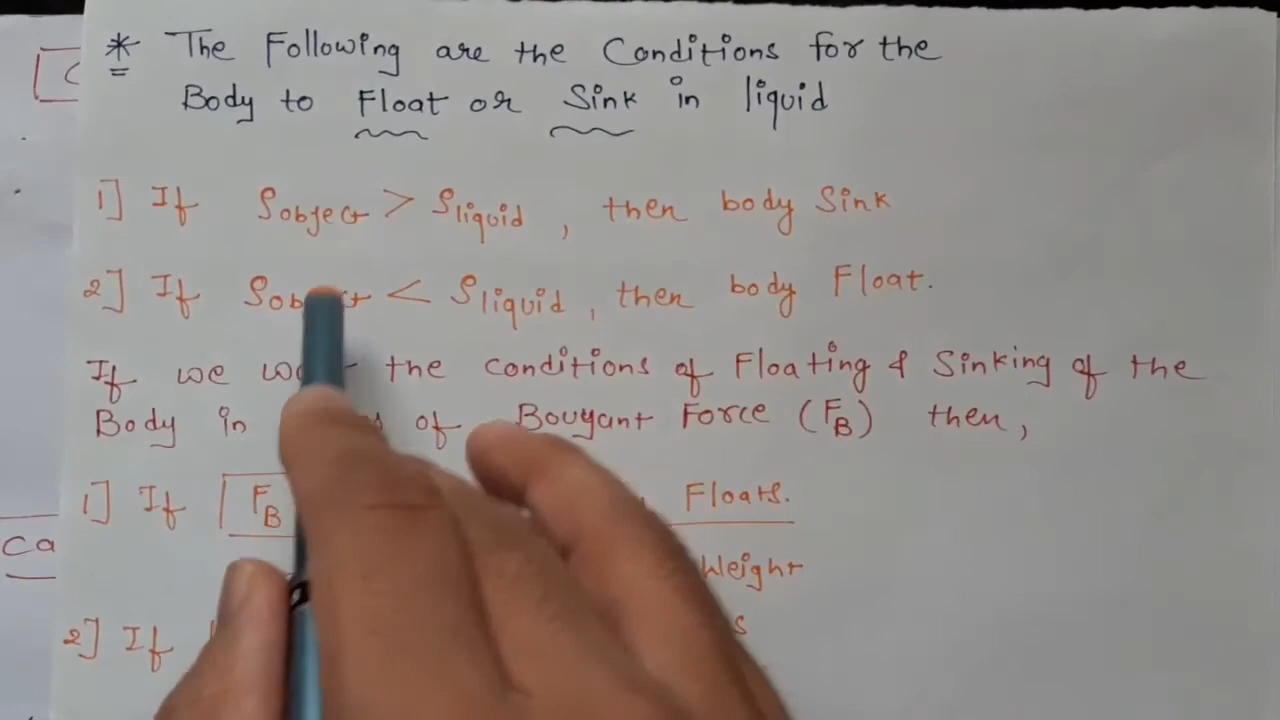 * The Following are the Conditions for the
Body to Float or Sink in liquid
1] If ρobject > ρliquid , then body Sink
2] If ρobject < ρliquid , then body Float.
If we the conditions of Floating & Sinking of the
Body in of Bouyant Force (FB) then,
1] If FB Floats.
Weight
Ca
2] If